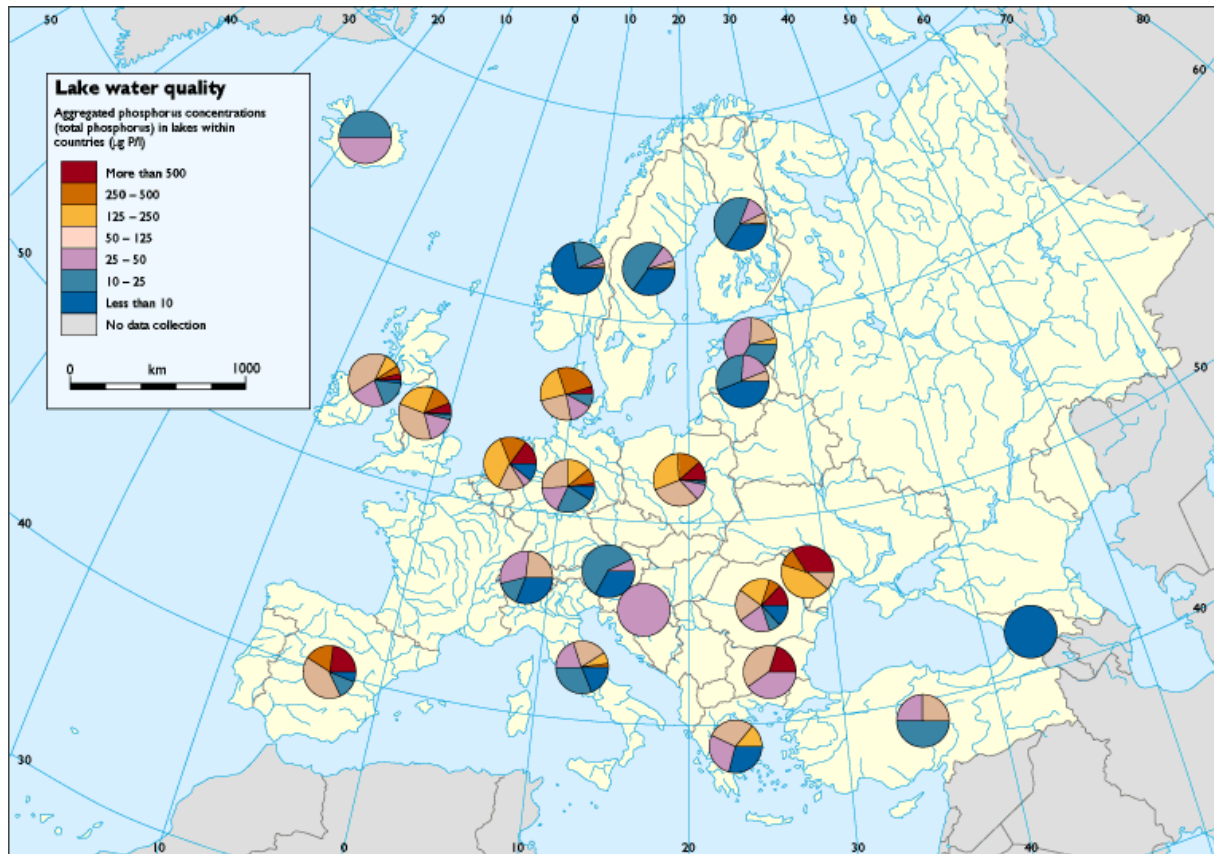 50
40
30
20
10
0
10
20
30
40
50
60
70
80
60
Lake water quality
Aggregated phosphorus concentrations
(total phosphorus) in lakes within
countries (µg P/l)
More than 500
250 – 500
125 – 250
50 – 125
25 – 50
10 – 25
Less than 10
No data collection
0 km 1000
50
50
40
40
30
30
10
0
10
20
30
40